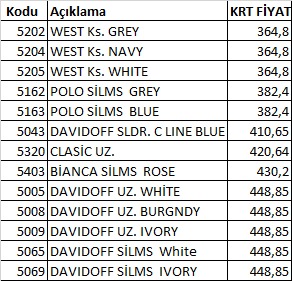 Kodu Açıklama KRT FİYAT
5202 WEST Ks. GREY 364,8
5204 WEST Ks. NAVY 364,8
5205 WEST Ks. WHITE 364,8
5162 POLO SİLMS GREY 382,4
5163 POLO SİLMS BLUE 382,4
5043 DAVIDOFF SLDR. C LINE BLUE 410,65
5320 CLASİC UZ. 420,64
5403 BİANCA SİLMS ROSE 430,2
5005 DAVIDOFF UZ. WHİTE 448,85
5008 DAVIDOFF UZ. BURGNDY 448,85
5009 DAVIDOFF UZ. IVORY 448,85
5065 DAVIDOFF SİLMS White 448,85
5069 DAVIDOFF SİLMS IVORY 448,85